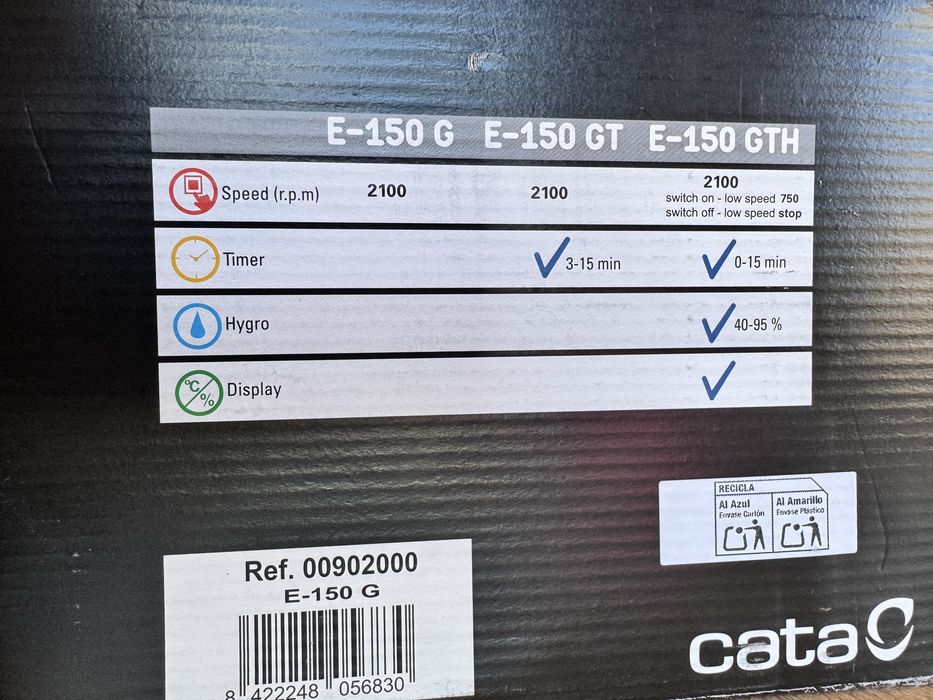 E-150 G E-150 GT E-150 GTH
Speed (r.p.m) 2100 2100 2100
switch on - low speed 750
switch off - low speed stop
Timer 3-15 min 0-15 min
Hygro 40-95 %
°C/% Display
RECICLA
Al Azul Al Amarillo
Envase Cartón Envase Plástico
Ref. 00902000
E-150 G
8 422248 056830
cata